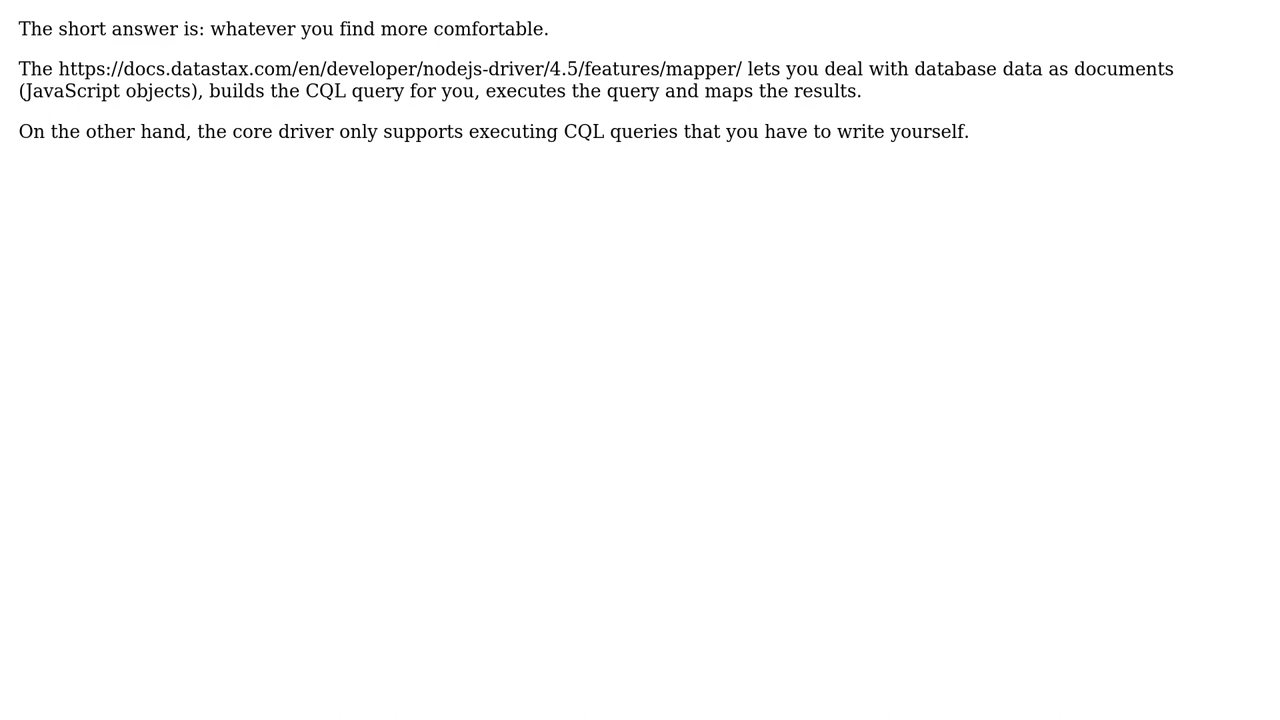 The short answer is: whatever you find more comfortable.
The https://docs.datastax.com/en/developer/nodejs-driver/4.5/features/mapper/ lets you deal with database data as documents
(JavaScript objects), builds the CQL query for you, executes the query and maps the results.
On the other hand, the core driver only supports executing CQL queries that you have to write yourself.